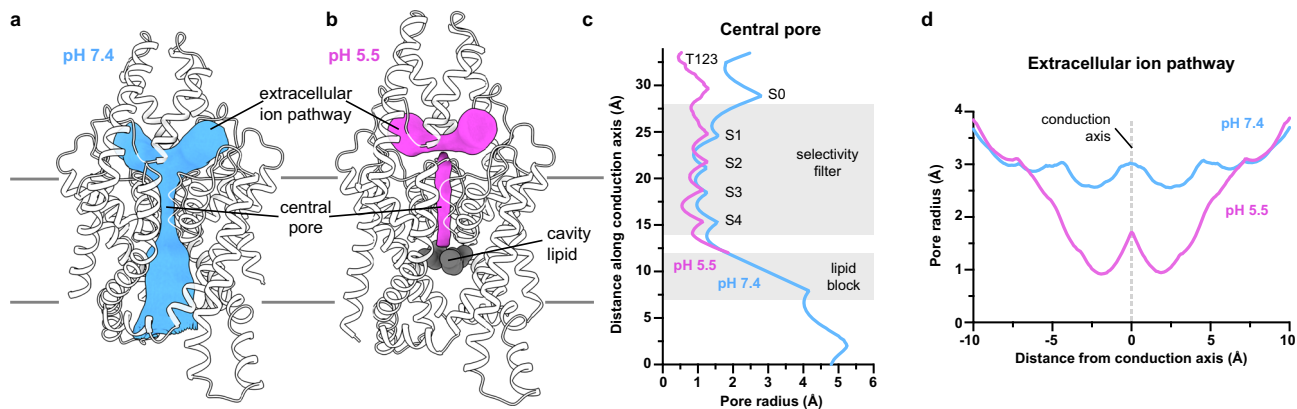 a
pH 7.4
b
pH 5.5
extracellular
ion pathway
central
pore
cavity
lipid
c
Central pore
Distance along conduction axis (Å)
30
25
20
15
10
5
0
T123
S0
S1
S2
S3
S4
selectivity
filter
pH 5.5
pH 7.4
lipid
block
0 1 2 3 4 5 6
Pore radius (Å)
d
Extracellular ion pathway
Pore radius (Å)
4
3
2
1
0
conduction
axis
pH 7.4
pH 5.5
-10 -5 0 5 10
Distance from conduction axis (Å)